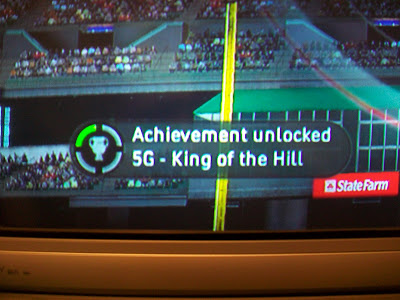 Achievement unlocked
5G - King of the Hill
StateFarm